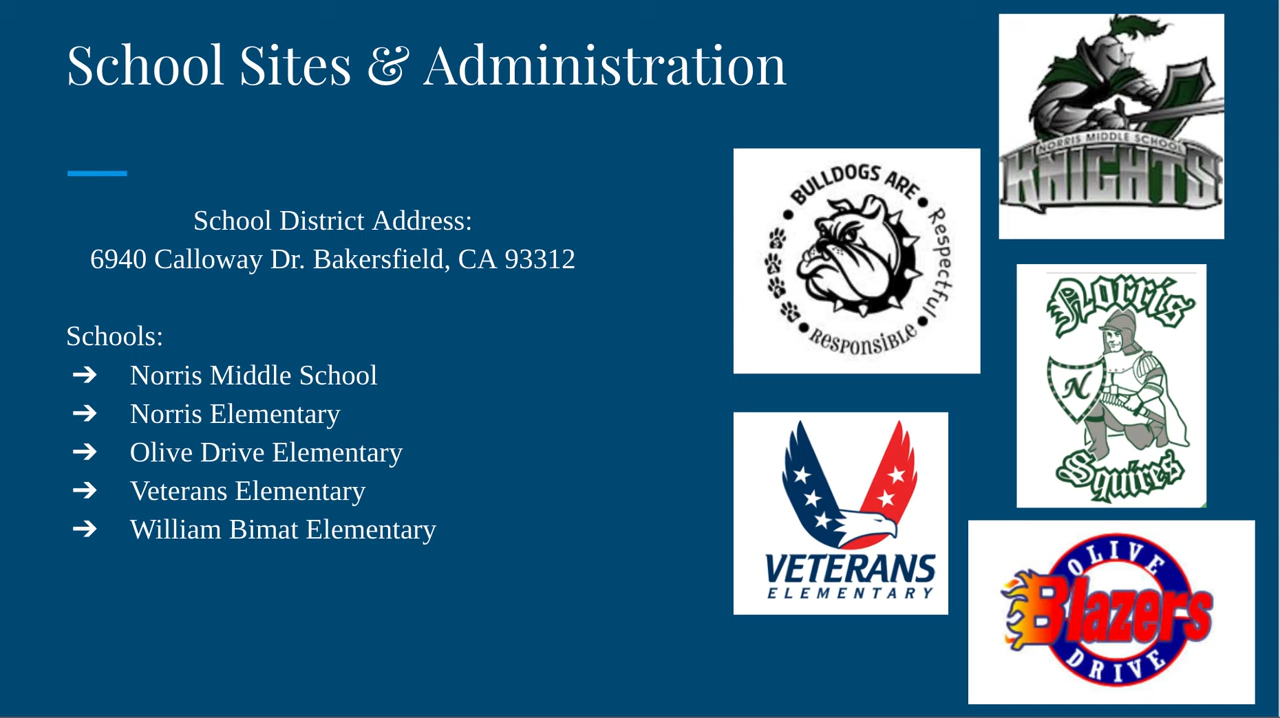 School Sites & Administration
School District Address:
6940 Calloway Dr. Bakersfield, CA 93312
Schools:
➔ Norris Middle School
➔ Norris Elementary
➔ Olive Drive Elementary
➔ Veterans Elementary
➔ William Bimat Elementary
NORRIS MIDDLE SCHOOL
KNIGHTS
BULLDOGS ARE
Respectful
RESPONSIBLE
Norris
N
Squires
VETERANS
ELEMENTARY
OLIVE
Blazers
DRIVE